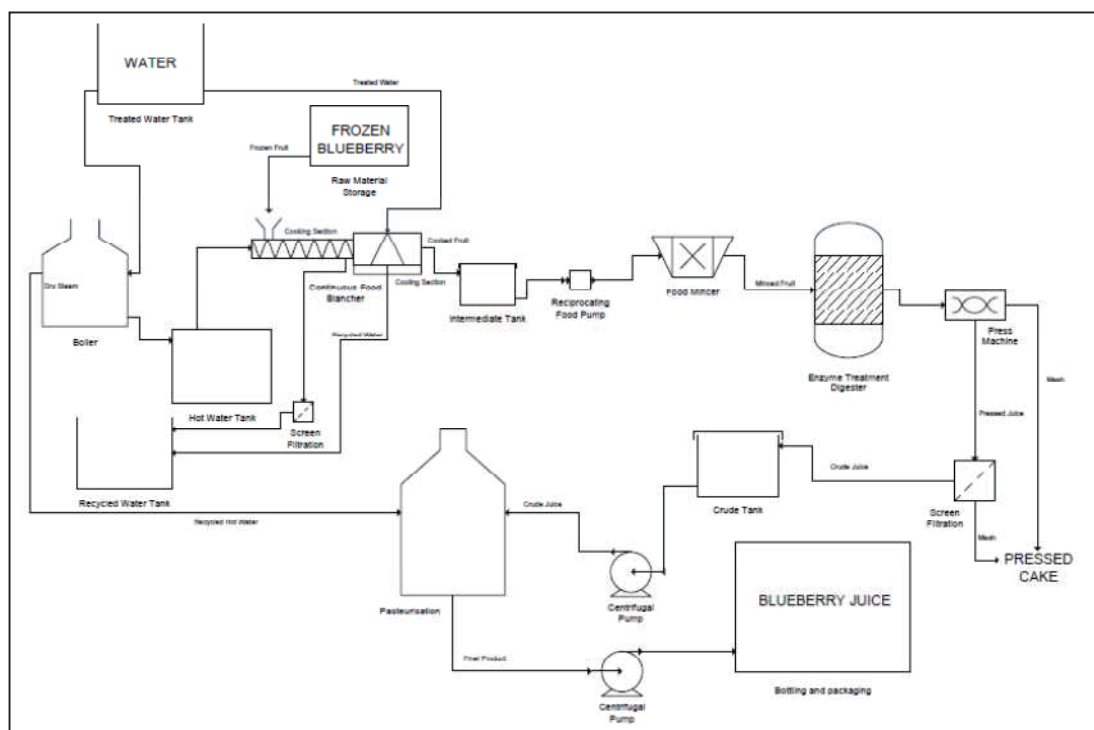 WATER
Treated Water
Treated Water Tank
FROZEN
BLUEBERRY
Frozen Fruit
Raw Material
Storage
Cooking Section
Cooked Fruit
Cooling Section
Continuous Food
Blancher
Dry Steam
Boiler
Hot Water Tank
Recycled Water
Intermediate Tank
Reciprocating
Food Pump
Food Mincer
Minced Fruit
Enzyme Treatment
Digester
Press
Machine
Mash
Pressed Juice
Screen
Filtration
Recycled Water Tank
Recycled Hot Water
Crude Juice
Crude Tank
Crude Juice
Screen
Filtration
Mash
PRESSED
CAKE
Pasteurisation
Centrifugal
Pump
BLUEBERRY JUICE
Final Product
Centrifugal
Pump
Bottling and packaging